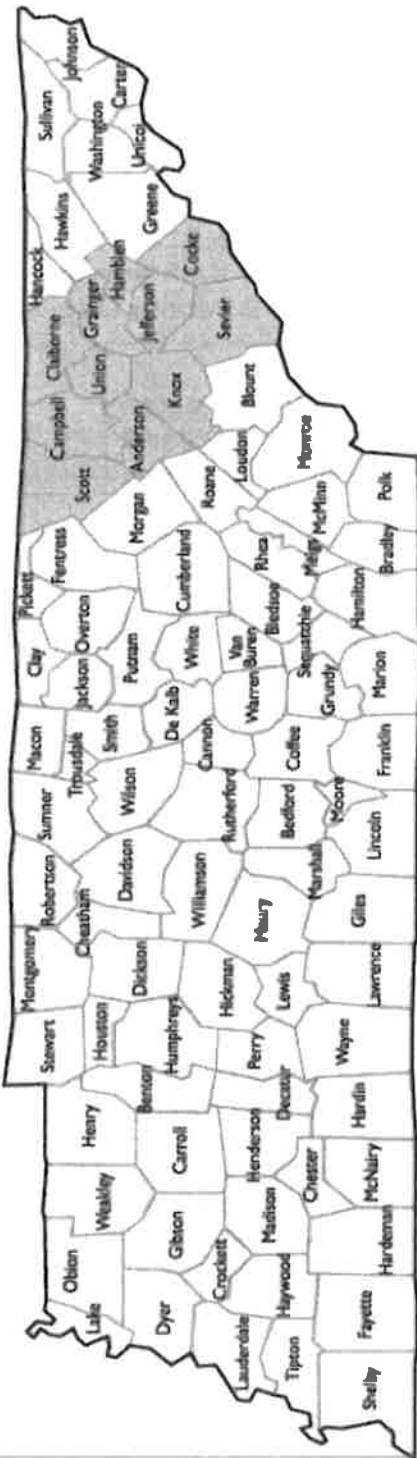 Lake
Obion
Weakley
Henry
Stewart
Montgomery
Robertson
Sumner
Macon
Clay
Pickett
Fentress
Scott
Campbell
Claiborne
Hancock
Hawkins
Sullivan
Johnson
Dyer
Gibson
Carroll
Benson
Houston
Humphreys
Dickson
Cheatham
Davidson
Wilson
Trousdale
Smith
Jackson
Overton
Putnam
Morgan
Anderson
Union
Grainger
Hamblen
Greene
Washington
Unicoi
Carter
Lauderdale
Crockett
Haywood
Madison
Henderson
Decater
Perry
Hickman
Lewis
Maury
Williamson
Rutherford
Cannon
De Kalb
White
Van
Buren
Cumberland
Roane
Loudon
Knox
Jefferson
Cocke
Sevier
Blount
Tipton
Shelby
Fayette
Hardeman
McNairy
Chester
Hardin
Wayne
Lawrence
Giles
Marshall
Lincoln
Bedford
Moore
Coffee
Franklin
Warren
Grundy
Marion
Sequatchie
Bledsoe
Hamilton
Rhea
Meigs
McMinn
Bradley
Polk
Monroe